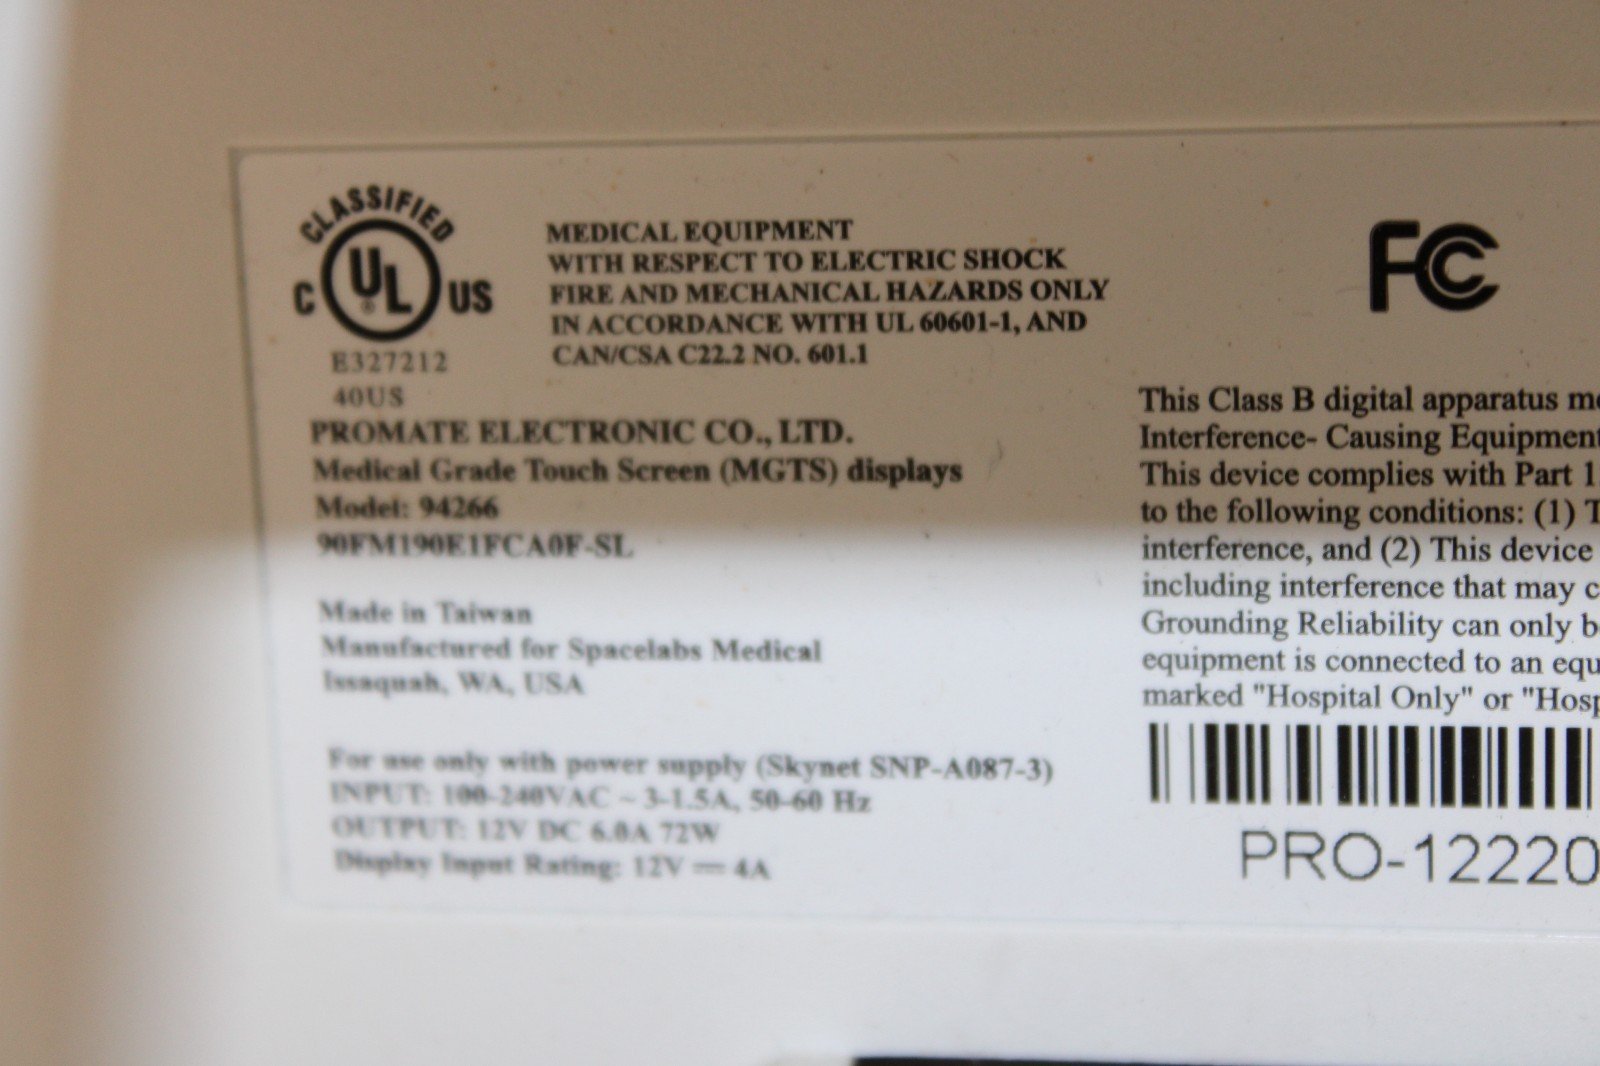 CLASSIFIED
C UL ® US
E327212
40US
MEDICAL EQUIPMENT
WITH RESPECT TO ELECTRIC SHOCK
FIRE AND MECHANICAL HAZARDS ONLY
IN ACCORDANCE WITH UL 60601-1, AND
CAN/CSA C22.2 NO. 601.1
PROMATE ELECTRONIC CO., LTD.
Medical Grade Touch Screen (MGTS) displays
Model: 94266
90FM190E1FCA0F-SL
Made in Taiwan
Manufactured for Spacelabs Medical
Issaquah, WA, USA
For use only with power supply (Skynet SNP-A087-3)
INPUT: 100-240VAC ~ 3-1.5A, 50-60 Hz
OUTPUT: 12V DC 6.0A 72W
Display Input Rating: 12V ⎓ 4A
FC
This Class B digital apparatus
Interference- Causing Equipment
This device complies with Part
to the following conditions: (1)
interference, and (2) This device
including interference that may
Grounding Reliability can only
equipment is connected to an
marked "Hospital Only" or
PRO-12220